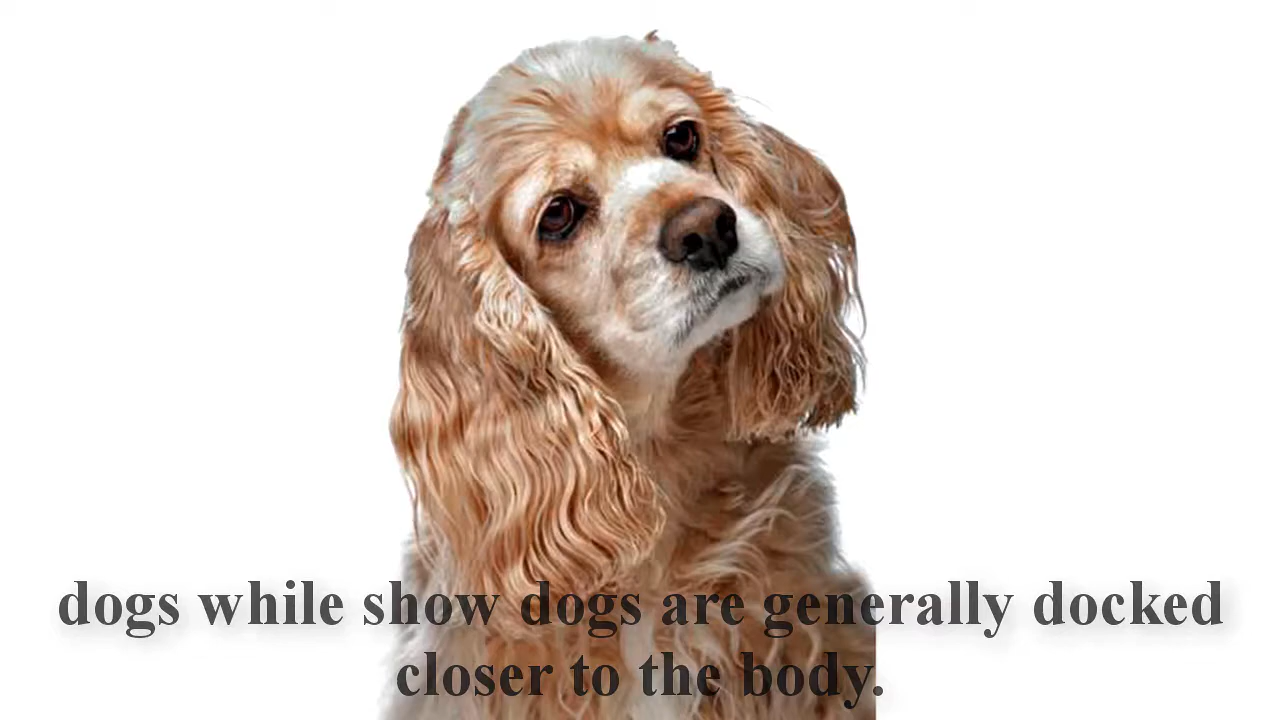 dogs while show dogs are generally docked
closer to the body.